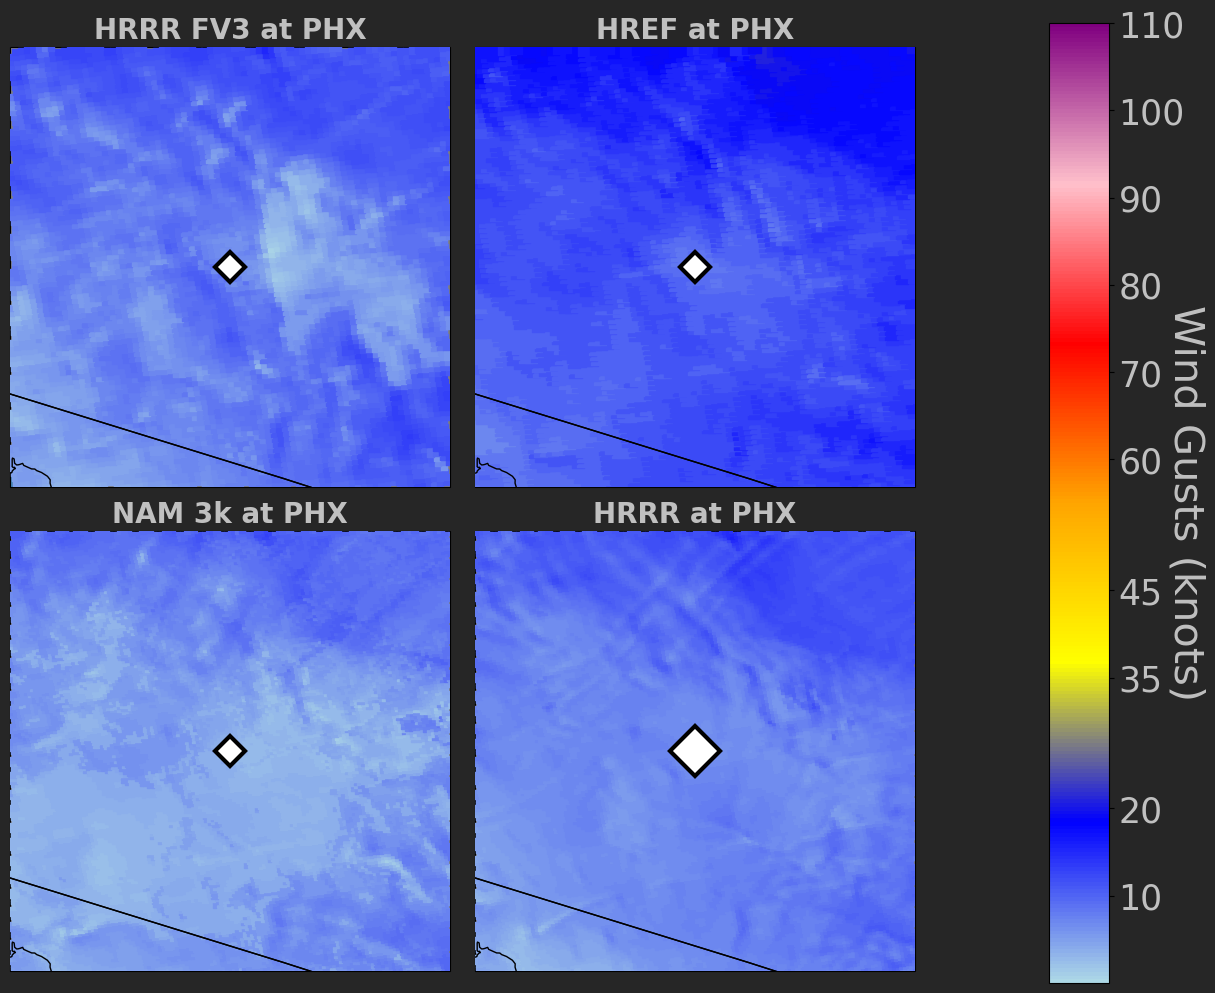 HRRR FV3 at PHX
HREF at PHX
NAM 3k at PHX
HRRR at PHX
110
100
90
80
70
60
45
35
20
10
Wind Gusts (knots)